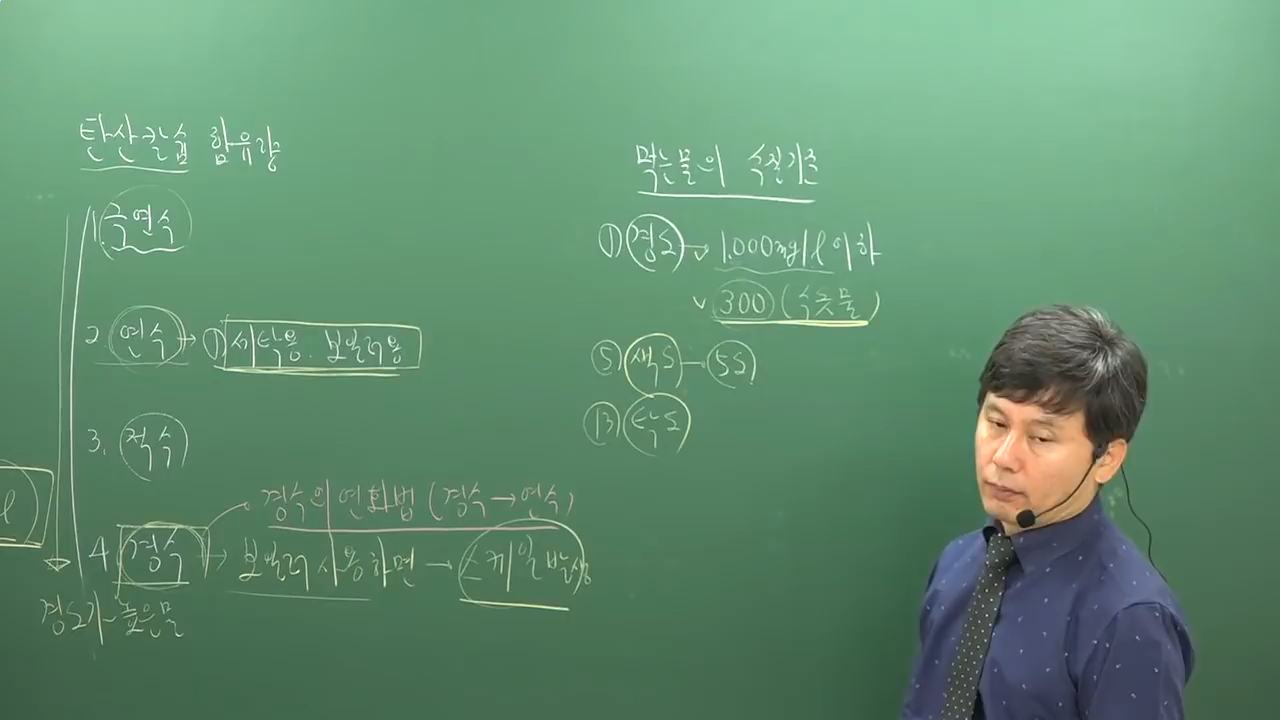 탄산칼슘 함유량
1. 극연수
2 연수 → ① 세탁용. 보일러용
3. 적수
경수의 연화법 (경수 → 연수)
4. 경수 → 보일러 사용하면 → 스케일 발생
경도가 높은 물
l
먹는물의 수질기준
① 경도 → 1,000mg/l 이하
300 (수돗물)
⑤ 색도 - 5도
⑬ 탁도